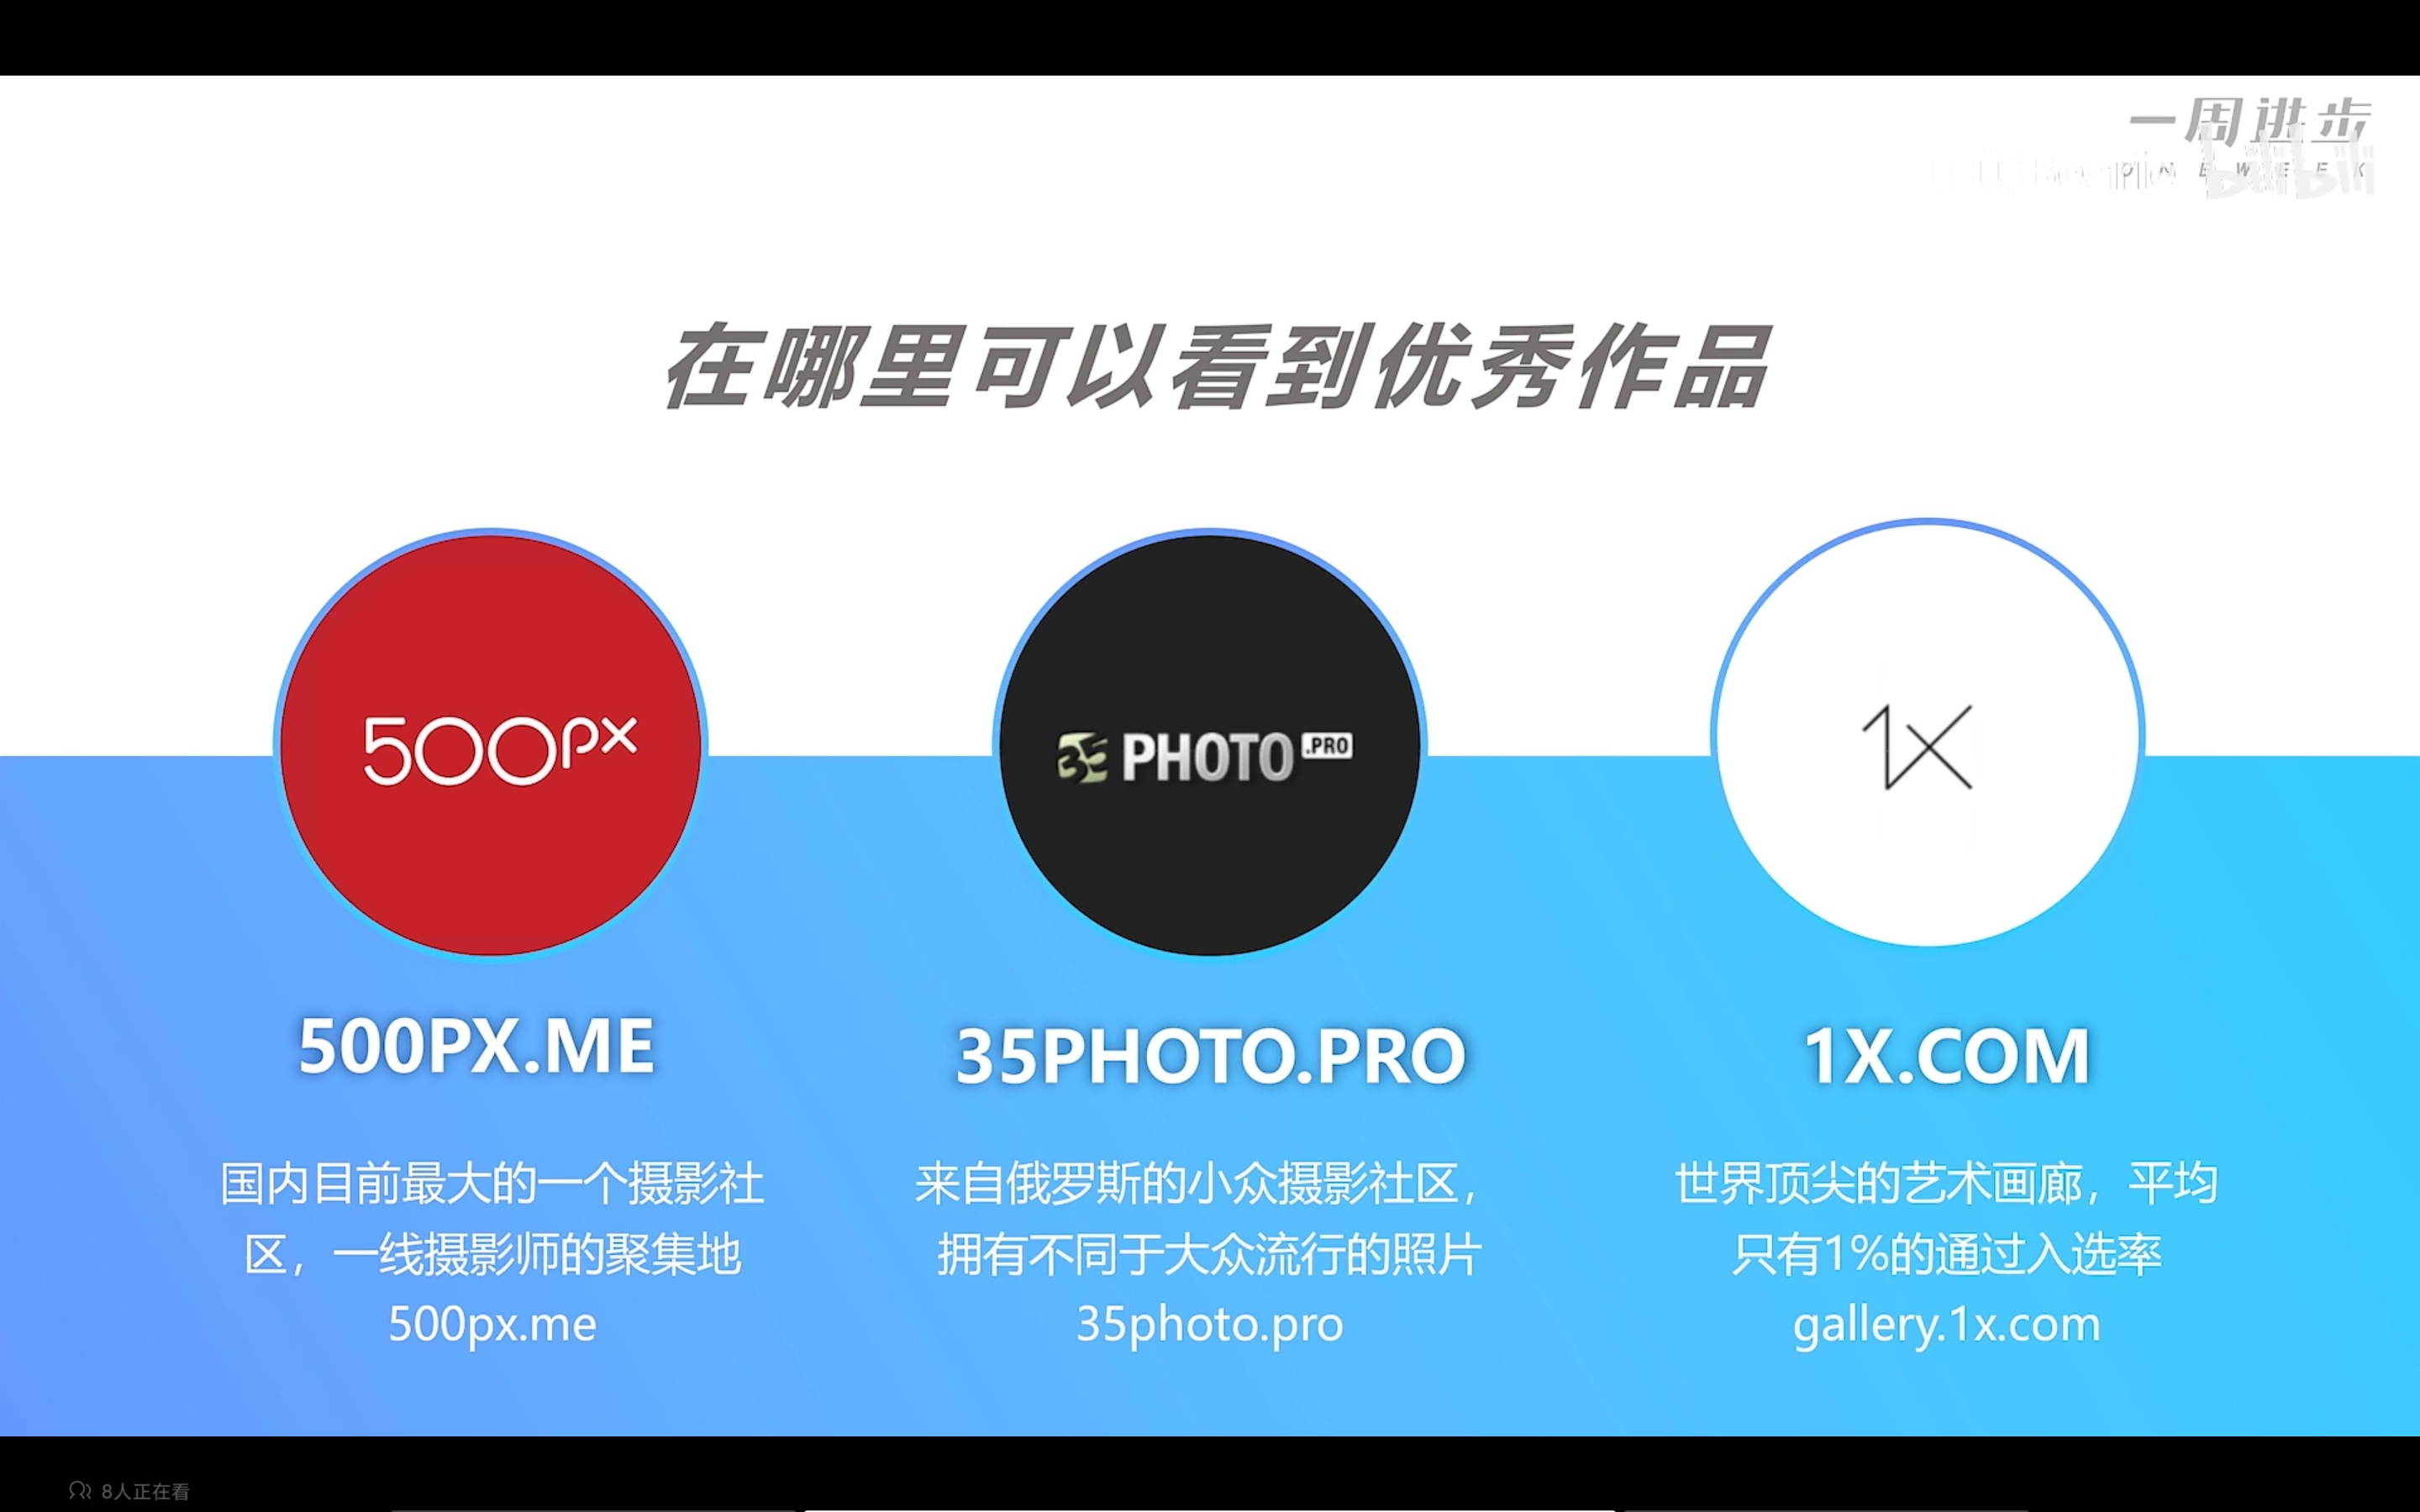 一周进步
bilibili
在哪里可以看到优秀作品
500px
35 PHOTO .PRO
1x
500PX.ME
35PHOTO.PRO
1X.COM
国内目前最大的一个摄影社
区，一线摄影师的聚集地
500px.me
来自俄罗斯的小众摄影社区，
拥有不同于大众流行的照片
35photo.pro
世界顶尖的艺术画廊，平均
只有1%的通过入选率
gallery.1x.com
8人正在看